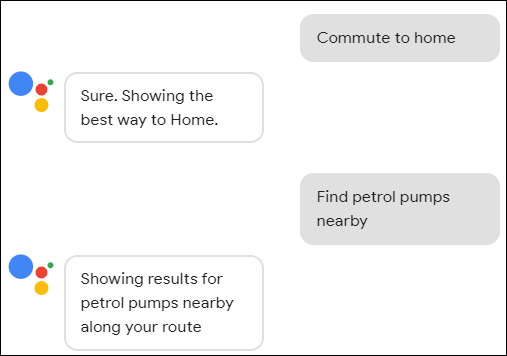 Commute to home
Sure. Showing the
best way to Home.
Find petrol pumps
nearby
Showing results for
petrol pumps nearby
along your route